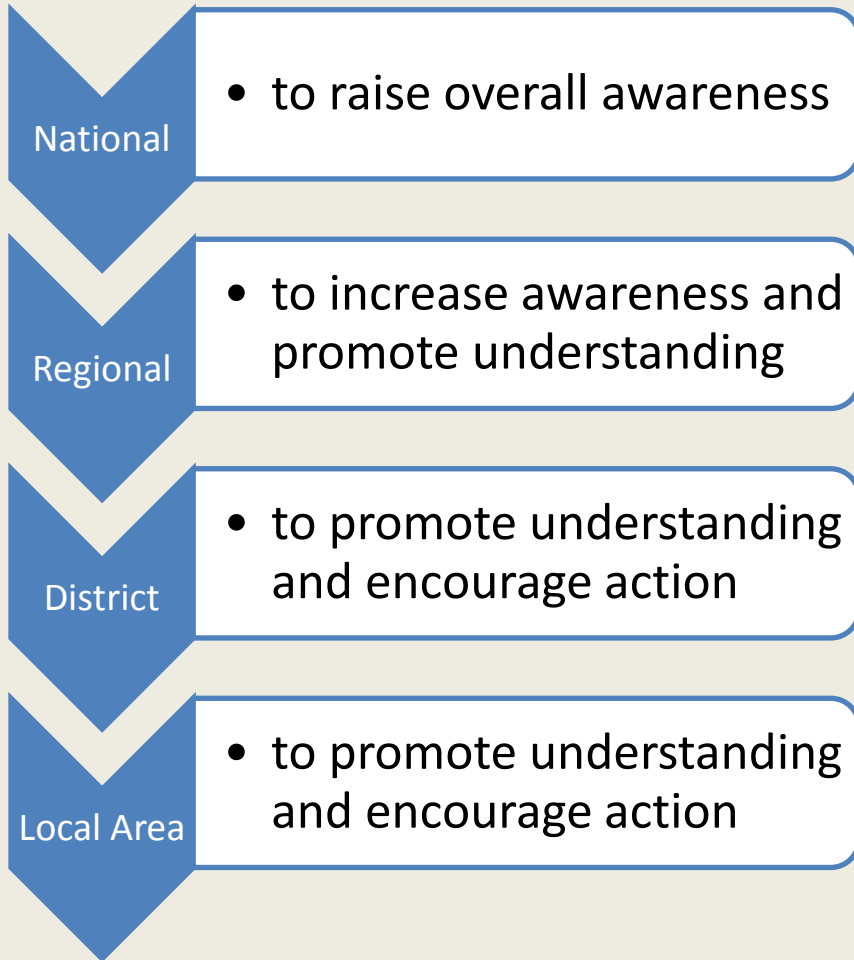 National
• to raise overall awareness
Regional
• to increase awareness and
promote understanding
District
• to promote understanding
and encourage action
Local Area
• to promote understanding
and encourage action